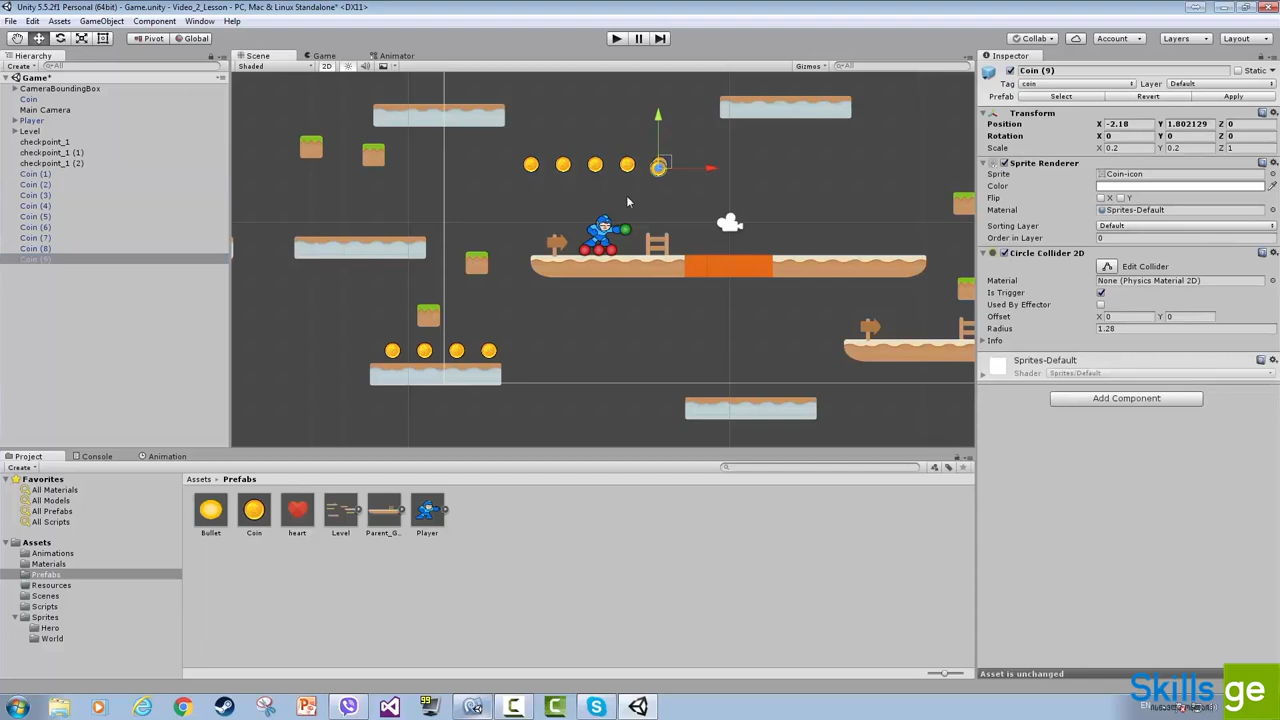 Unity 5.5.2f1 Personal (64bit) - Game.unity - Video_2_Lesson - PC, Mac & Linux Standalone* <DX11>
File Edit Assets GameObject Component Window Help
Pivot Global Collab Account Layers Layout
Hierarchy Scene Game Animator Inspector
Create All Shaded 2D Gizmos All
Game*
CameraBoundingBox
Coin
Main Camera
Player
Level
checkpoint_1
checkpoint_1 (1)
checkpoint_1 (2)
Coin (1)
Coin (2)
Coin (3)
Coin (4)
Coin (5)
Coin (6)
Coin (7)
Coin (8)
Coin (9)
Coin (9) Static
Tag coin Layer Default
Prefab Select Revert Apply
Transform
Position X -2.18 Y 1.802129 Z 0
Rotation X 0 Y 0 Z 0
Scale X 0.2 Y 0.2 Z 1
Sprite Renderer
Sprite Coin-icon
Color
Flip X Y
Material Sprites-Default
Sorting Layer Default
Order in Layer 0
Circle Collider 2D
Edit Collider
Material None (Physics Material 2D)
Is Trigger
Used By Effector
Offset X 0 Y 0
Radius 1.28
Info
Sprites-Default
Shader Sprites/Default
Add Component
Project Console Animation
Create
Favorites
All Materials
All Models
All Prefabs
All Scripts
Assets
Animations
Materials
Prefabs
Resources
Scenes
Scripts
Sprites
Hero
World
Assets Prefabs
Bullet Coin heart Level Parent_G... Player
Asset is unchanged
Skills ge